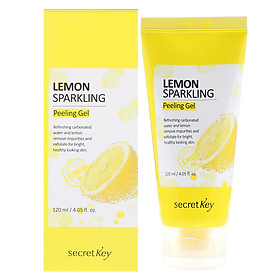 LEMON
SPARKLING
Peeling Gel
Refreshing carbonated
water and lemon
remove impurities and
exfoliate for bright,
healthy looking skin.
120 ml / 4.05 fl. oz.
secretKey
LEMON
SPARKLING
Peeling Gel
Refreshing carbonated
water and lemon
remove impurities and
exfoliate for bright,
healthy looking skin.
120 ml / 4.05 fl. oz.
secretKey